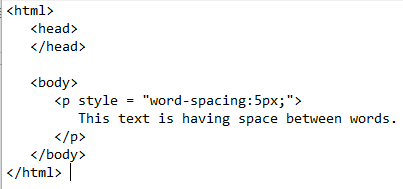 <html>
<head>
</head>
<body>
<p style = "word-spacing:5px;">
This text is having space between words.
</p>
</body>
</html>